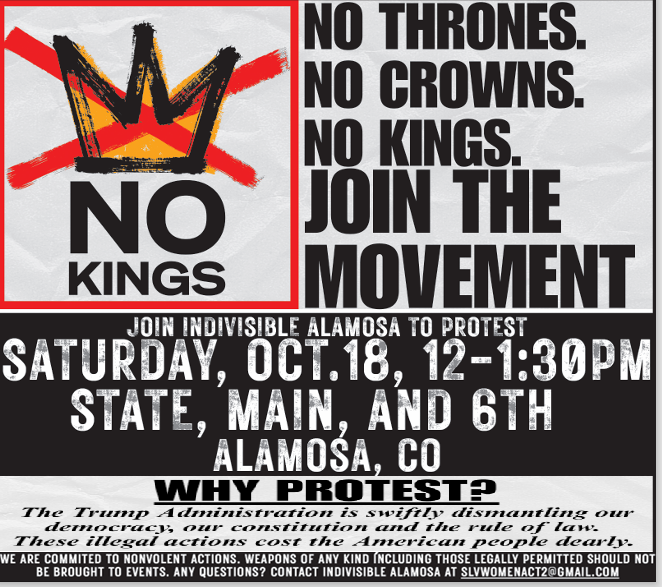 NO
KINGS
NO THRONES.
NO CROWNS.
NO KINGS.
JOIN THE
MOVEMENT
JOIN INDIVISIBLE ALAMOSA TO PROTEST
SATURDAY, OCT.18, 12-1:30PM
STATE, MAIN, AND 6TH
ALAMOSA, CO
WHY PROTEST?
The Trump Administration is swiftly dismantling our
democracy, our constitution and the rule of law.
These illegal actions cost the American people dearly.
WE ARE COMMITED TO NONVOLENT ACTIONS. WEAPONS OF ANY KIND INCLUDING THOSE LEGALLY PERMITTED SHOULD NOT
BE BROUGHT TO EVENTS. ANY QUESTIONS? CONTACT INDIVISIBLE ALAMOSA AT SLVWOMENACT2@GMAIL.COM